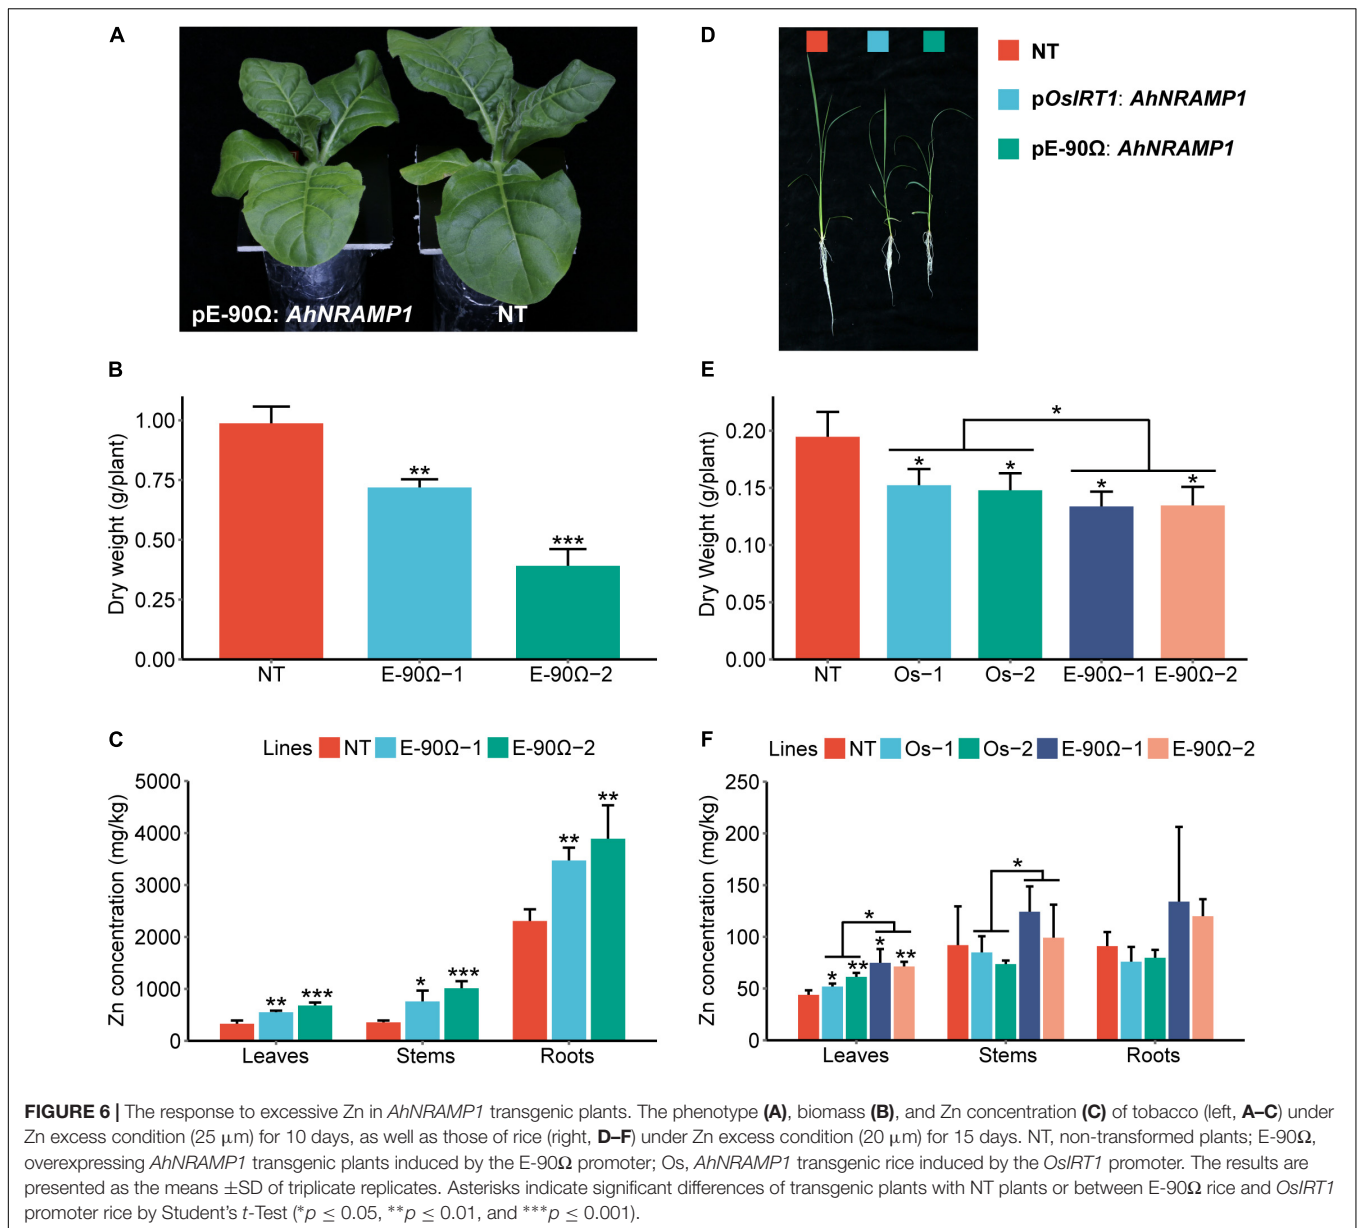 A
pE-90Ω: AhNRAMP1 NT
D
NT
pOsIRT1: AhNRAMP1
pE-90Ω: AhNRAMP1
B
Dry weight (g/plant)
1.00
0.75
0.50
0.25
0.00
**
***
NT E-90Ω−1 E-90Ω−2
E
Dry Weight (g/plant)
0.20
0.15
0.10
0.05
0.00
*
* * * *
NT Os−1 Os−2 E-90Ω−1 E-90Ω−2
C
Lines NT E-90Ω−1 E-90Ω−2
Zn concentration (mg/kg)
5000
4000
3000
2000
1000
0
** *** * *** ** **
Leaves Stems Roots
F
Lines NT Os−1 Os−2 E-90Ω−1 E-90Ω−2
Zn concentration (mg/kg)
250
200
150
100
50
0
* *
* ** * **
Leaves Stems Roots
FIGURE 6 | The response to excessive Zn in AhNRAMP1 transgenic plants. The phenotype (A), biomass (B), and Zn concentration (C) of tobacco (left, A–C) under
Zn excess condition (25 μm) for 10 days, as well as those of rice (right, D–F) under Zn excess condition (20 μm) for 15 days. NT, non-transformed plants; E-90Ω,
overexpressing AhNRAMP1 transgenic plants induced by the E-90Ω promoter; Os, AhNRAMP1 transgenic rice induced by the OsIRT1 promoter. The results are
presented as the means ±SD of triplicate replicates. Asterisks indicate significant differences of transgenic plants with NT plants or between E-90Ω rice and OsIRT1
promoter rice by Student's t-Test (*p ≤ 0.05, **p ≤ 0.01, and ***p ≤ 0.001).